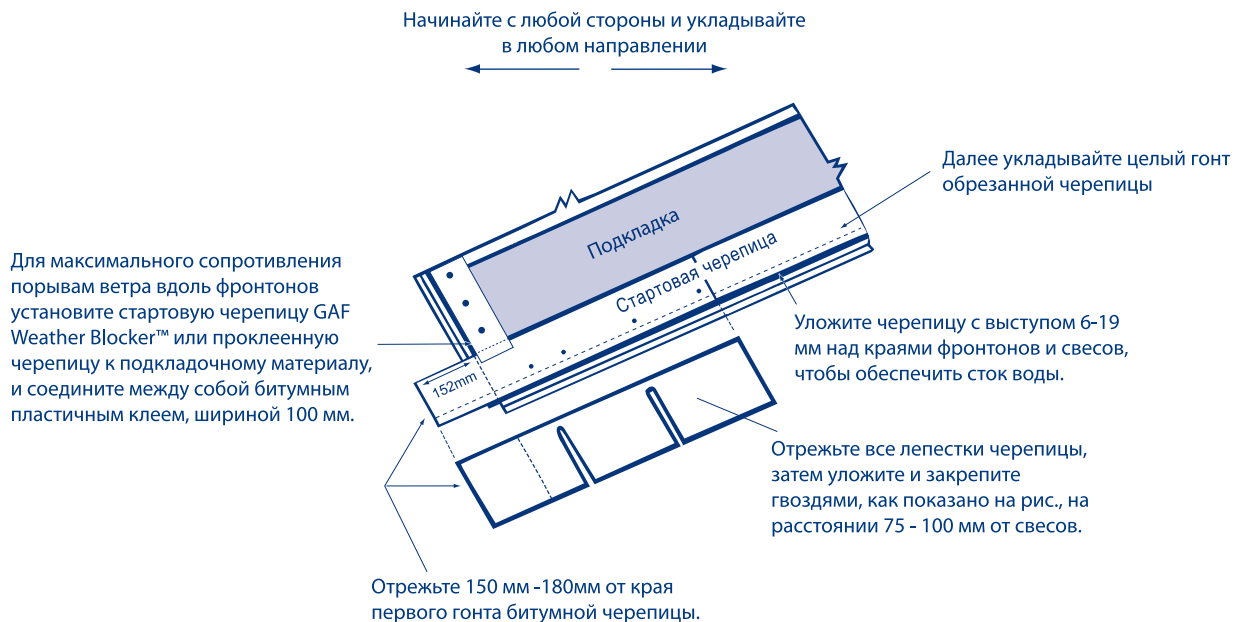 Начинайте с любой стороны и укладывайте
в любом направлении
Далее укладывайте целый гонт
обрезанной черепицы
Подкладка
Стартовая черепица
Для максимального сопротивления
порывам ветра вдоль фронтонов
установите стартовую черепицу GAF
Weather Blocker™ или проклеенную
черепицу к подкладочному материалу,
и соедините между собой битумным
пластичным клеем, шириной 100 мм.
152mm
Уложите черепицу с выступом 6-19
мм над краями фронтонов и свесов,
чтобы обеспечить сток воды.
Отрежьте все лепестки черепицы,
затем уложите и закрепите
гвоздями, как показано на рис., на
расстоянии 75 - 100 мм от свесов.
Отрежьте 150 мм -180мм от края
первого гонта битумной черепицы.